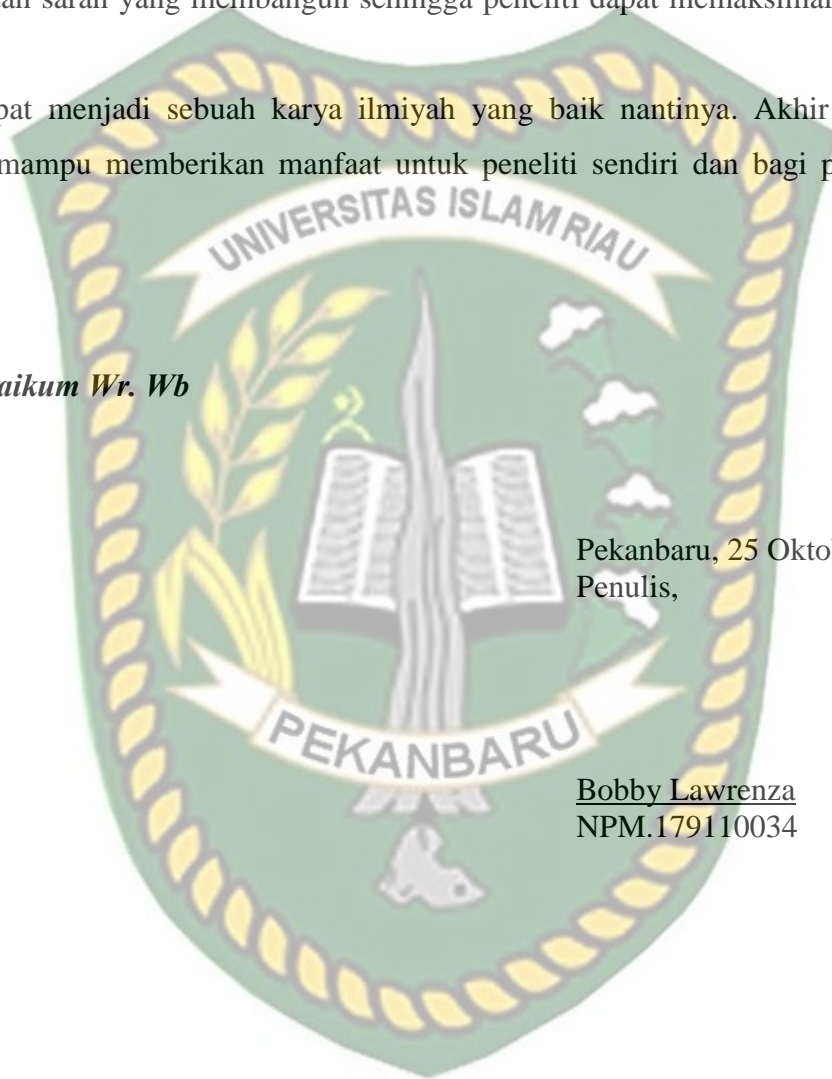 dan saran yang membangun sehingga peneliti dapat memaksimal
pat menjadi sebuah karya ilmiyah yang baik nantinya. Akhir
mampu memberikan manfaat untuk peneliti sendiri dan bagi p
UNIVERSITAS ISLAM RIAU
aikum Wr. Wb
Pekanbaru, 25 Okto
Penulis,
PEKANBARU
Bobby Lawrenza
NPM.179110034